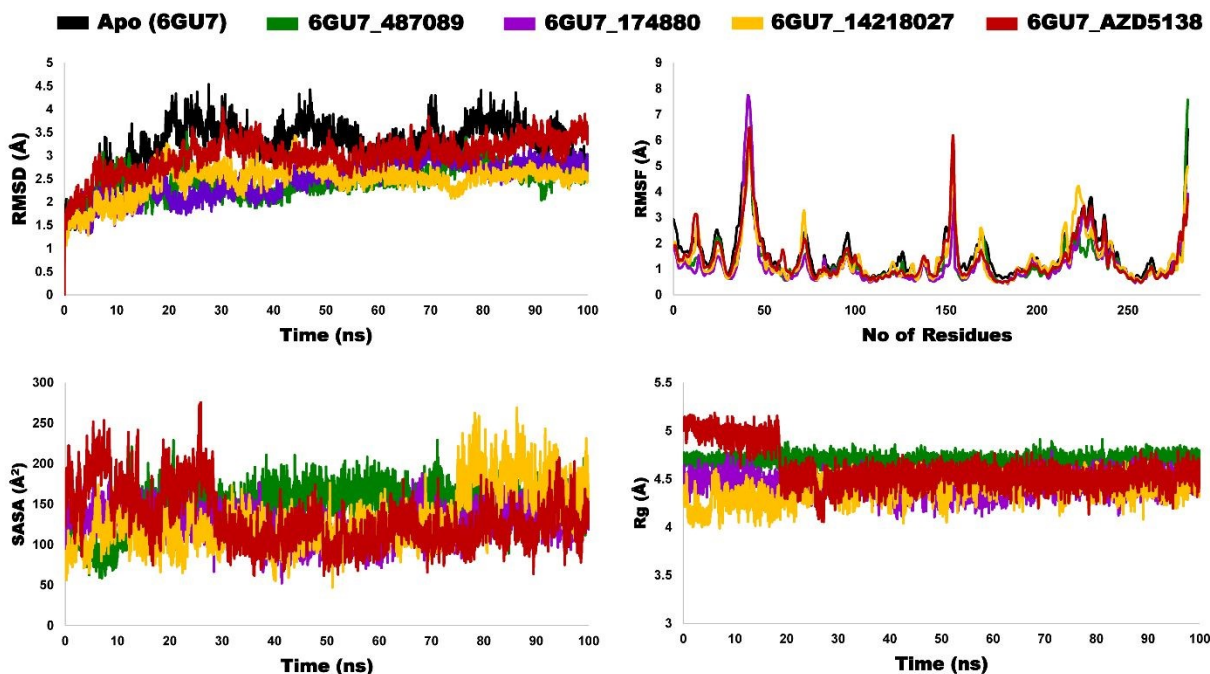 Apo (6GU7) 6GU7_487089 6GU7_174880 6GU7_14218027 6GU7_AZD5138
RMSD (Å)
5
4.5
4
3.5
3
2.5
2
1.5
1
0.5
0
0 10 20 30 40 50 60 70 80 90 100
Time (ns)
RMSF (Å)
9
8
7
6
5
4
3
2
1
0
0 50 100 150 200 250
No of Residues
SASA (Å²)
300
250
200
150
100
50
0
0 10 20 30 40 50 60 70 80 90 100
Time (ns)
Rg (Å)
5.5
5
4.5
4
3.5
3
0 10 20 30 40 50 60 70 80 90 100
Time (ns)